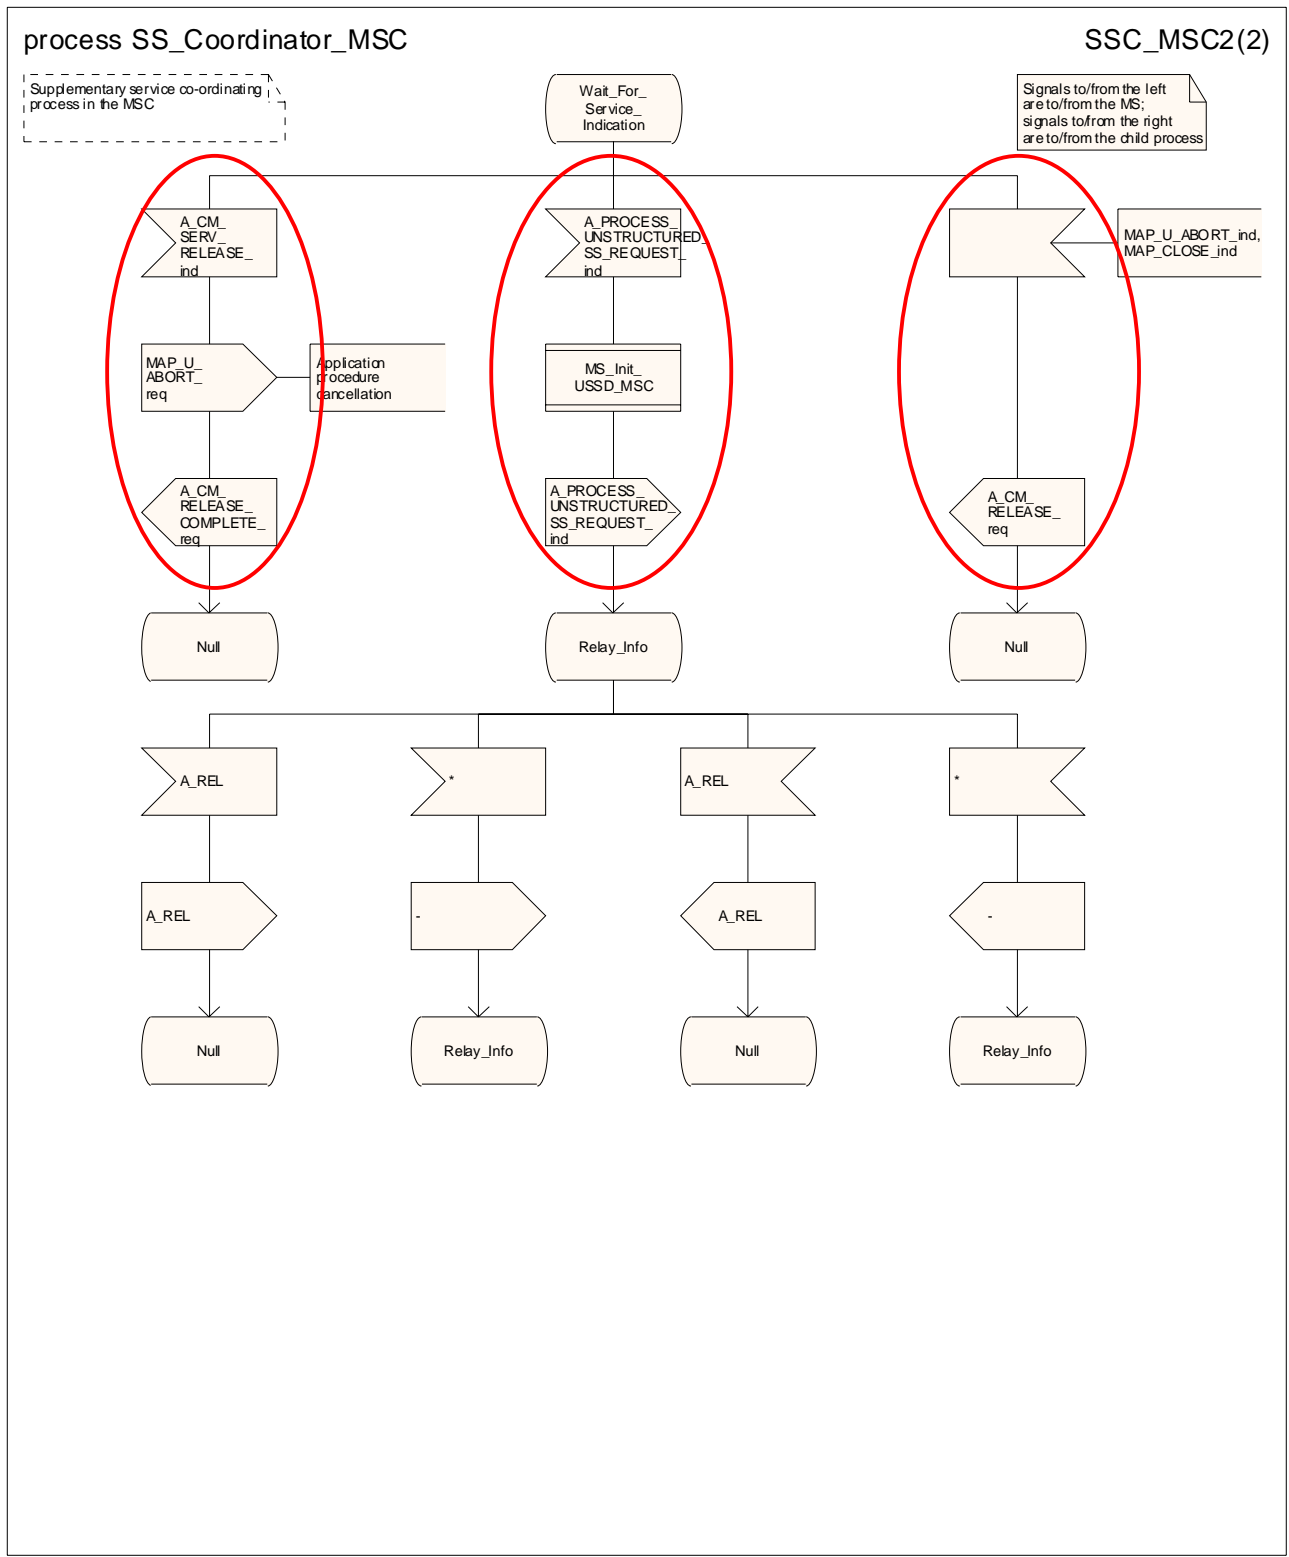 process SS_Coordinator_MSC
SSC_MSC2(2)
Supplementary service co-ordinating
process in the MSC
Wait_For_
Service_
Indication
Signals to/from the left
are to/from the MS;
signals to/from the right
are to/from the child process
A_CM_
SERV_
RELEASE_
ind
A_PROCESS_
UNSTRUCTURED_
SS_REQUEST_
ind
MAP_U_ABORT_ind,
MAP_CLOSE_ind
MAP_U_
ABORT_
req
Application
procedure
cancellation
MS_Init_
USSD_MSC
A_CM_
RELEASE_
COMPLETE_
req
A_PROCESS_
UNSTRUCTURED_
SS_REQUEST_
ind
A_CM_
RELEASE_
req
Null
Relay_Info
Null
A_REL
*
A_REL
*
A_REL
-
A_REL
-
Null
Relay_Info
Null
Relay_Info